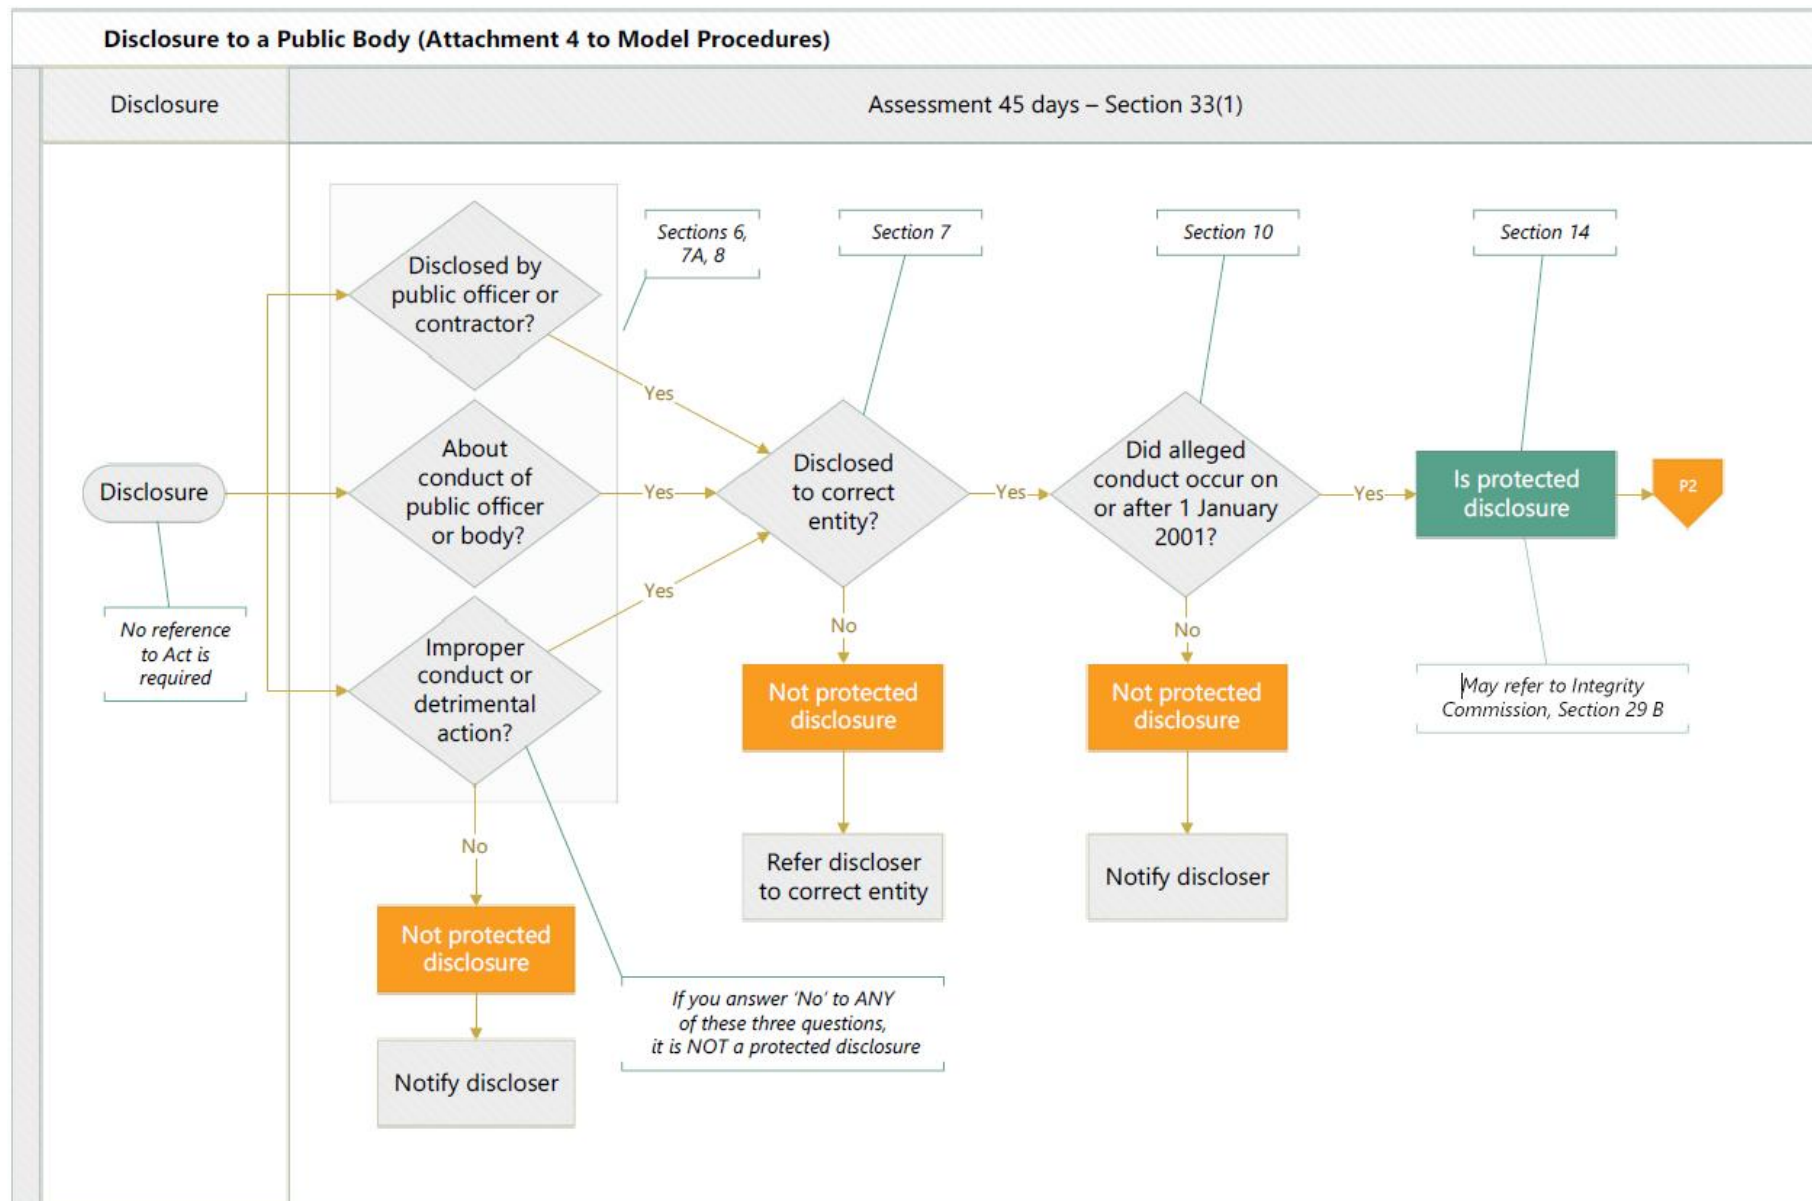 Disclosure to a Public Body (Attachment 4 to Model Procedures)
Disclosure
Assessment 45 days – Section 33(1)
Disclosed by
public officer or
contractor?
Sections 6,
7A, 8
Section 7
Section 10
Section 14
Yes
About
conduct of
public officer
or body?
Disclosure
Yes
Disclosed
to correct
entity?
Yes
Did alleged
conduct occur on
or after 1 January
2001?
Yes
Is protected
disclosure
P2
Yes
No reference
to Act is
required
Improper
conduct or
detrimental
action?
No
No
Not protected
disclosure
Not protected
disclosure
May refer to Integrity
Commission, Section 29 B
No
Refer discloser
to correct entity
Notify discloser
Not protected
disclosure
If you answer ‘No’ to ANY
of these three questions,
it is NOT a protected disclosure
Notify discloser